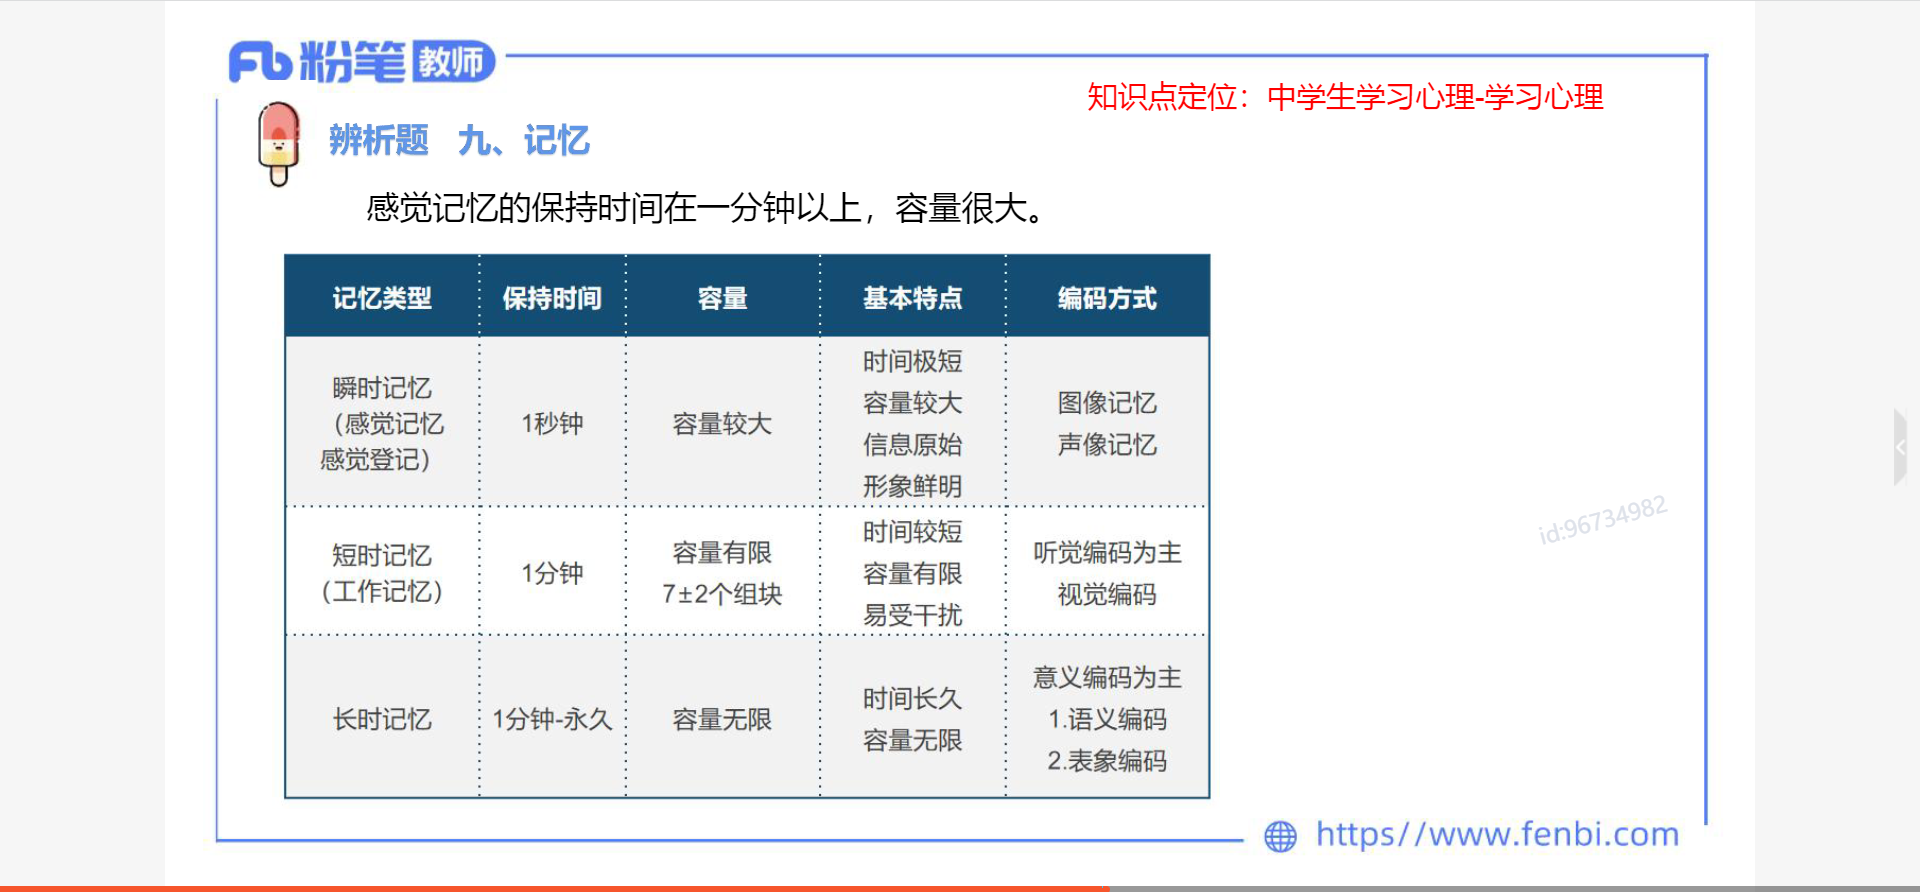 粉笔教师
知识点定位：中学生学习心理-学习心理
辨析题 九、记忆
感觉记忆的保持时间在一分钟以上，容量很大。
记忆类型 保持时间 容量 基本特点 编码方式
瞬时记忆
（感觉记忆
感觉登记）
1秒钟
容量较大
时间极短
容量较大
信息原始
形象鲜明
图像记忆
声像记忆
短时记忆
（工作记忆）
1分钟
容量有限
7±2个组块
时间较短
容量有限
易受干扰
听觉编码为主
视觉编码
长时记忆
1分钟-永久
容量无限
时间长久
容量无限
意义编码为主
1.语义编码
2.表象编码
id:96734982
https//www.fenbi.com